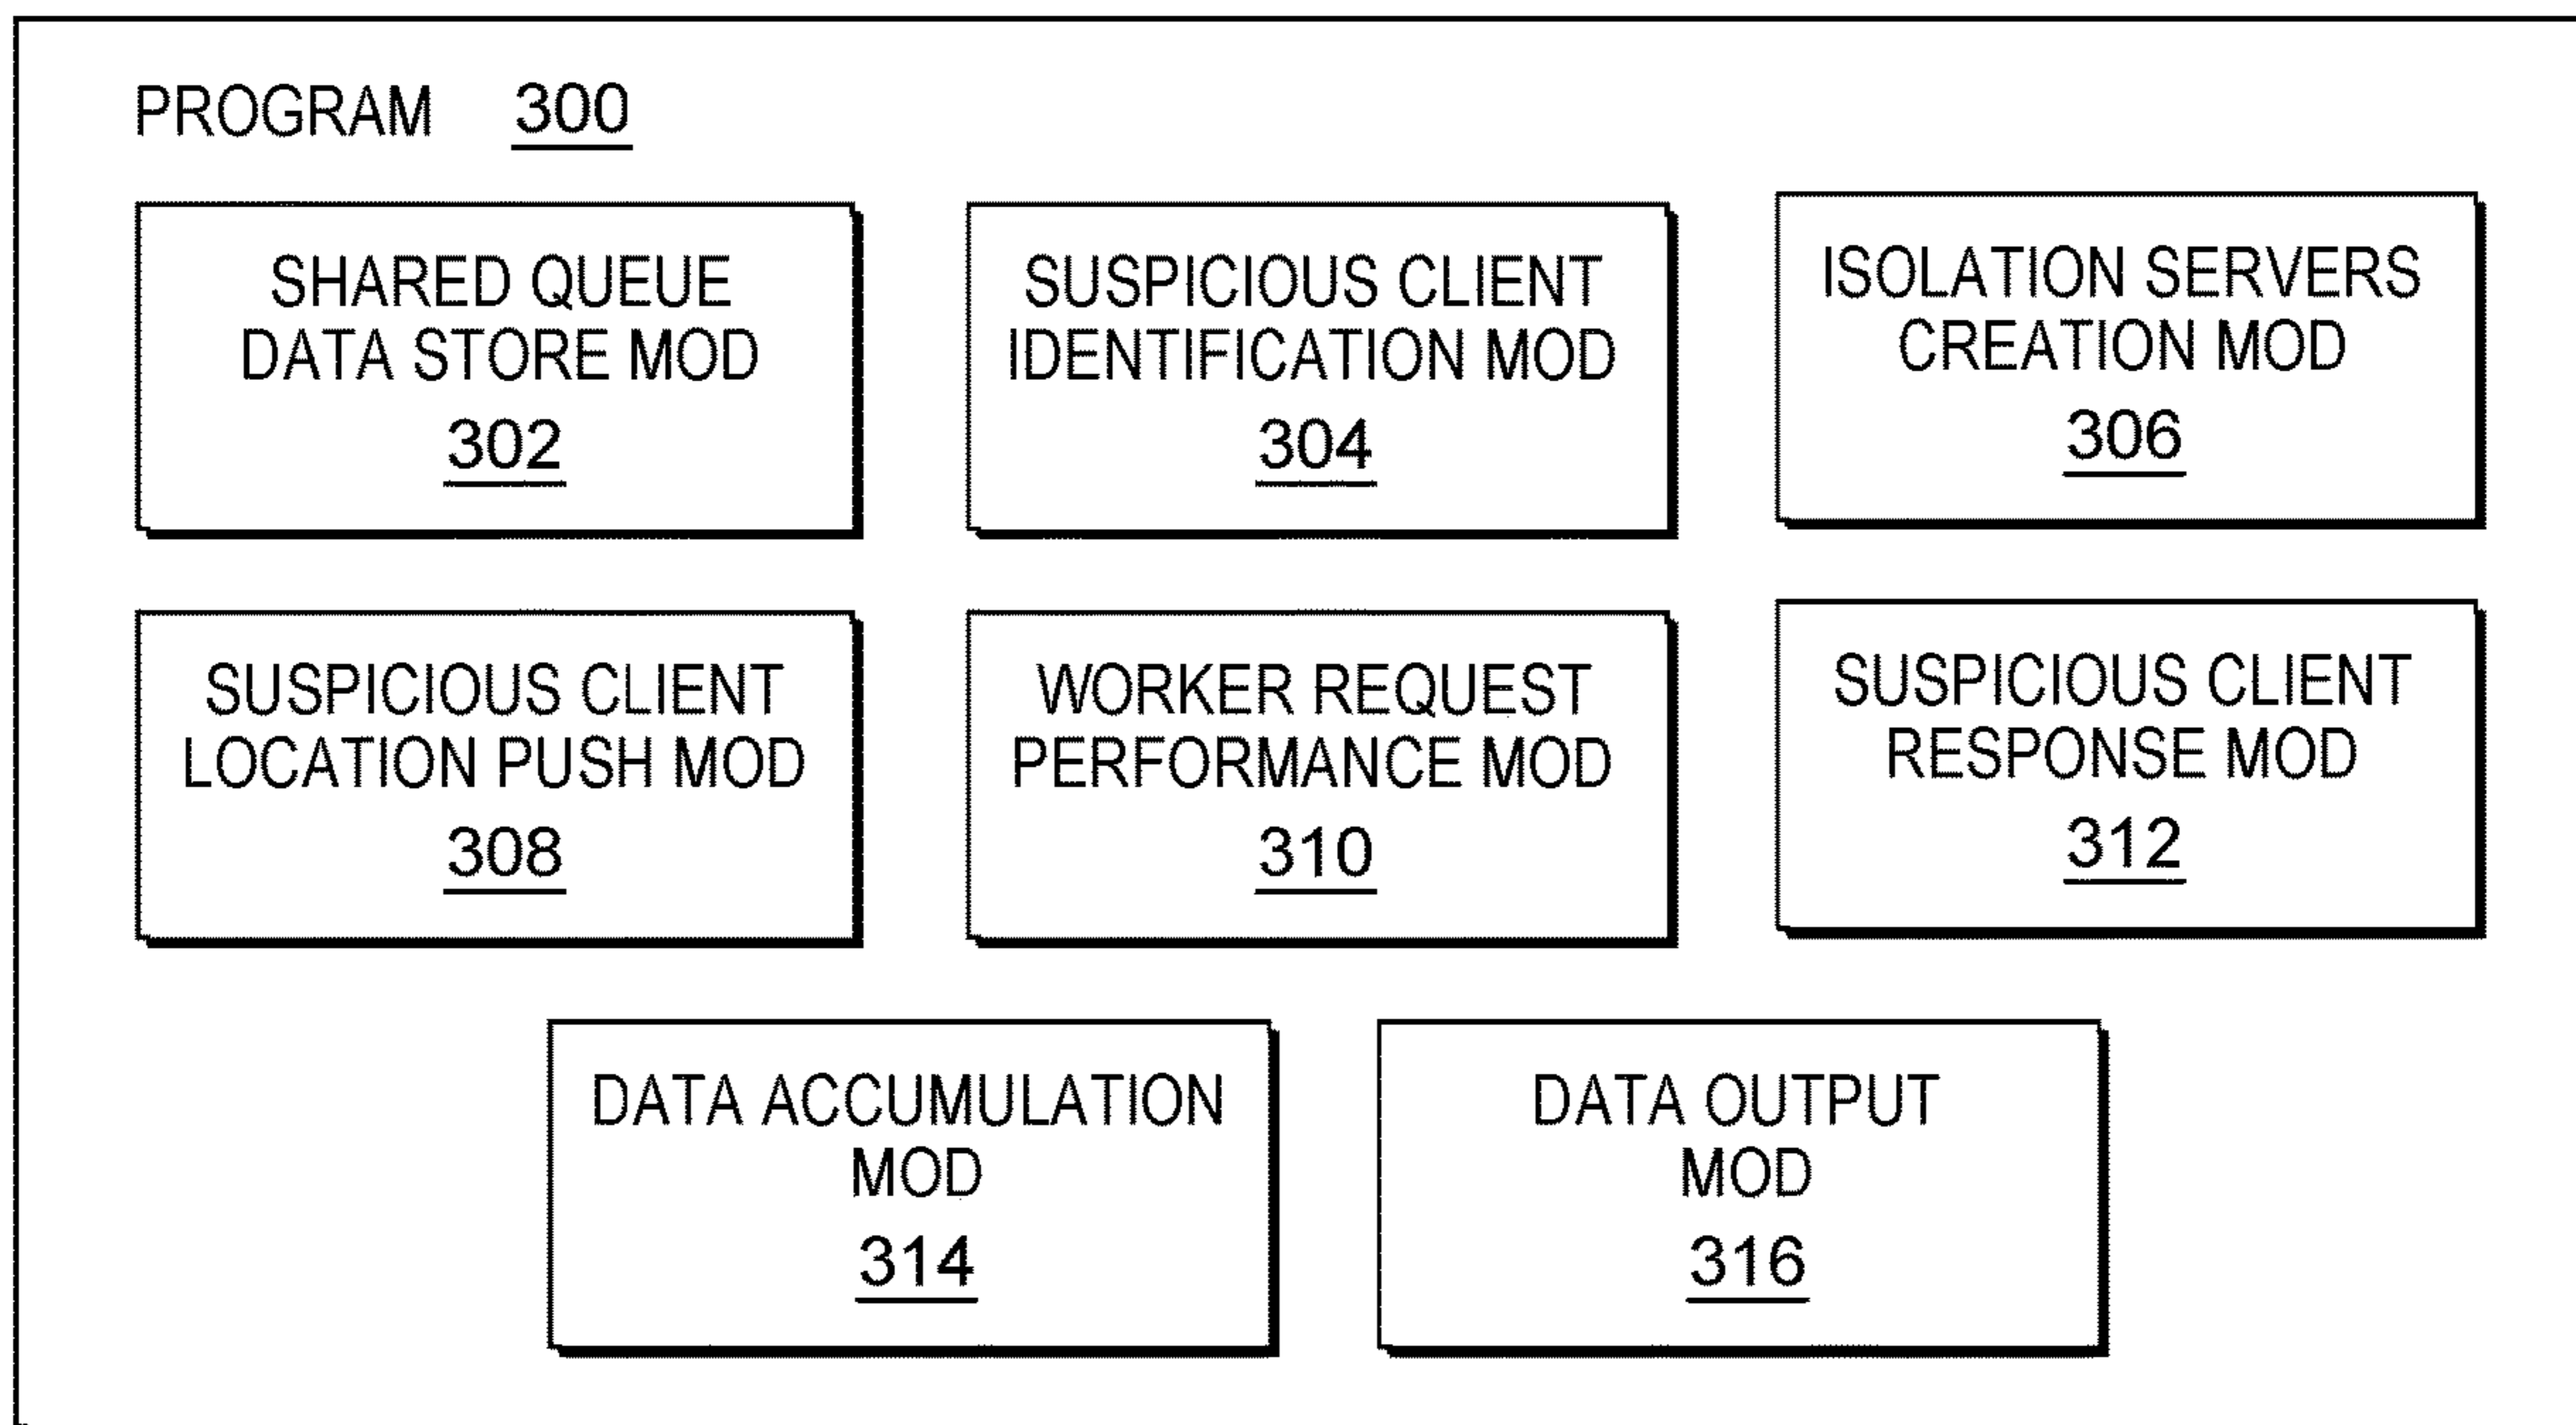 PROGRAM 300
SHARED QUEUE
DATA STORE MOD
302
SUSPICIOUS CLIENT
IDENTIFICATION MOD
304
ISOLATION SERVERS
CREATION MOD
306
SUSPICIOUS CLIENT
LOCATION PUSH MOD
308
WORKER REQUEST
PERFORMANCE MOD
310
SUSPICIOUS CLIENT
RESPONSE MOD
312
DATA ACCUMULATION
MOD
314
DATA OUTPUT
MOD
316